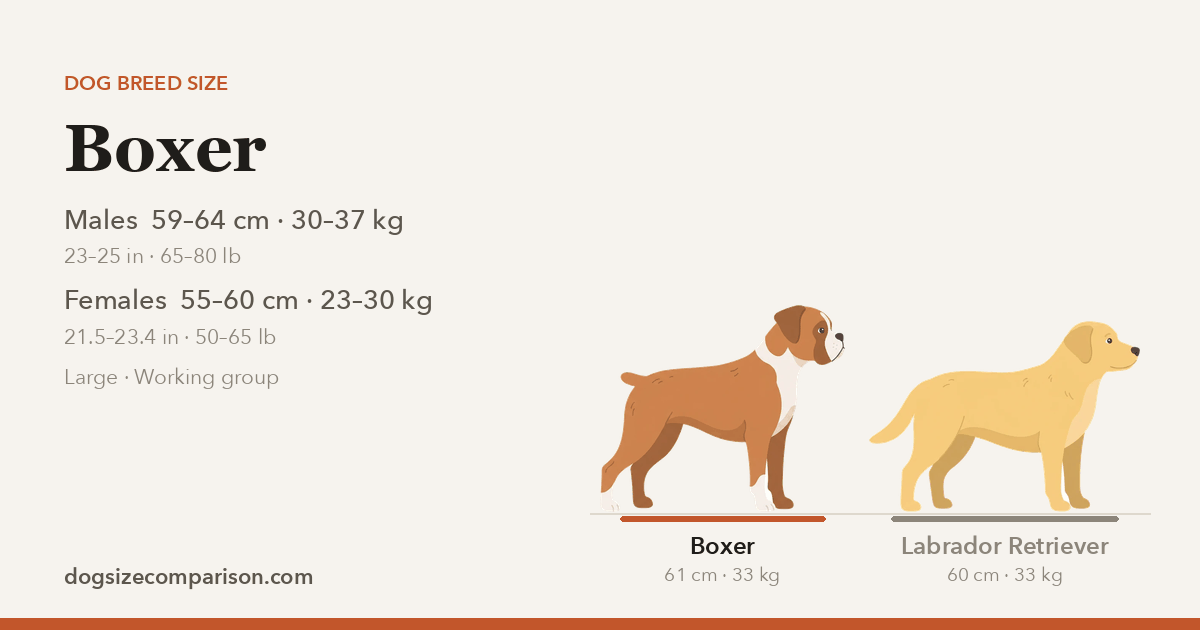 DOG BREED SIZE
Boxer
Males 59–64 cm · 30–37 kg
23–25 in · 65–80 lb
Females 55–60 cm · 23–30 kg
21.5–23.4 in · 50–65 lb
Large · Working group
Boxer
61 cm · 33 kg
Labrador Retriever
60 cm · 33 kg
dogsizecomparison.com